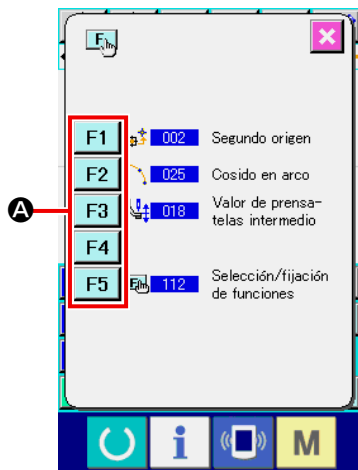 F
F1 002 Segundo origen
F2 025 Cosido en arco
A F3 018 Valor de prensa-
telas intermedio
F4
F5 112 Selección/fijación
de funciones
i M